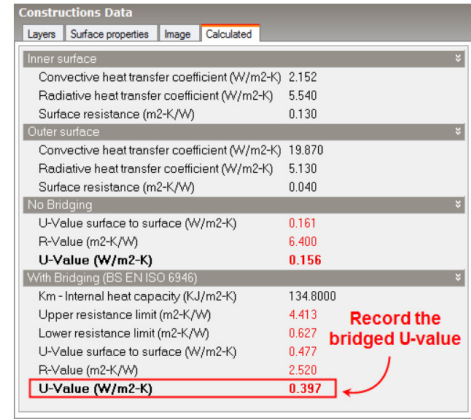 Constructions Data
Layers Surface properties Image Calculated
Inner surface
Convective heat transfer coefficient (W/m2-K) 2.152
Radiative heat transfer coefficient (W/m2-K) 5.540
Surface resistance (m2-K/W) 0.130
Outer surface
Convective heat transfer coefficient (W/m2-K) 19.870
Radiative heat transfer coefficient (W/m2-K) 5.130
Surface resistance (m2-K/W) 0.040
No Bridging
U-Value surface to surface (W/m2-K) 0.161
R-Value (m2-K/W) 6.400
U-Value (W/m2-K) 0.156
With Bridging (BS EN ISO 6946)
Km - Internal heat capacity (KJ/m2-K) 134.8000
Upper resistance limit (m2-K/W) 4.413
Lower resistance limit (m2-K/W) 0.627
U-Value surface to surface (W/m2-K) 0.477
R-Value (m2-K/W) 2.520
U-Value (W/m2-K) 0.397
Record the
bridged U-value